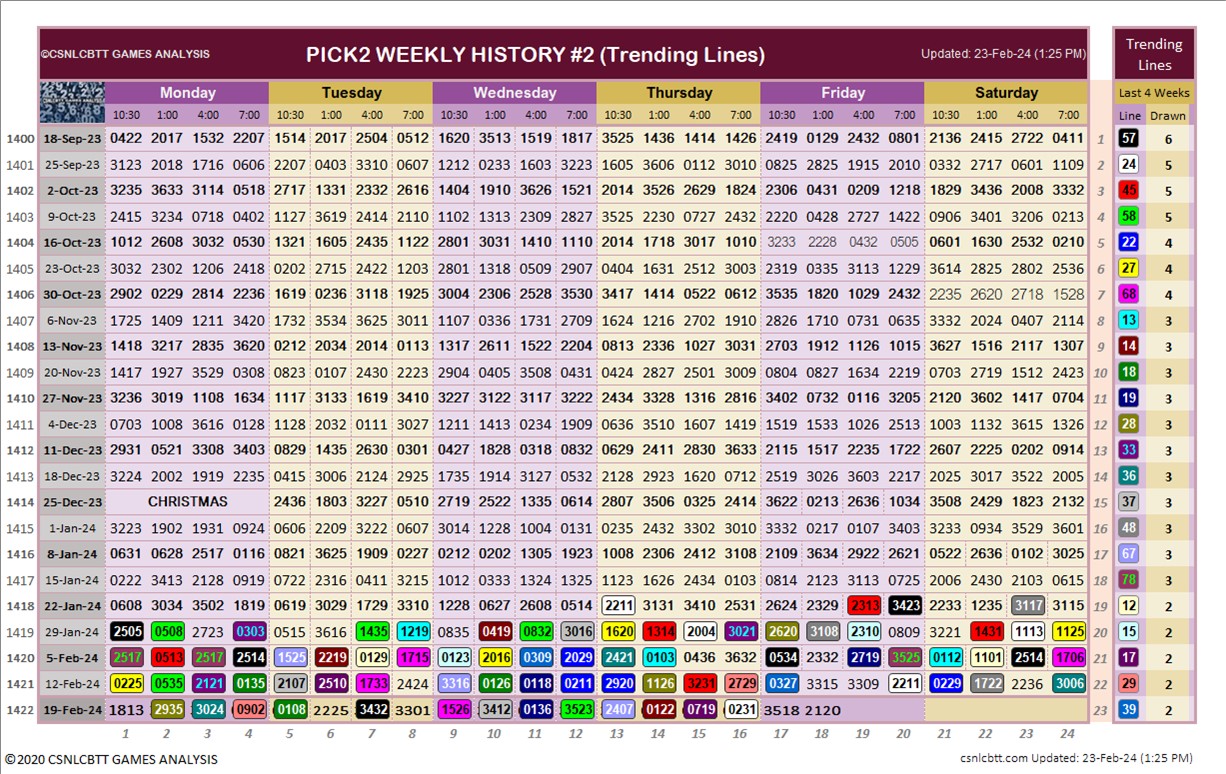 ©CSNLCBTT GAMES ANALYSIS PICK2 WEEKLY HISTORY #2 (Trending Lines) Updated: 23-Feb-24 (1:25 PM) Trending
Lines
Monday Tuesday Wednesday Thursday Friday Saturday Last 4 Weeks
10:30 1:00 4:00 7:00 10:30 1:00 4:00 7:00 10:30 1:00 4:00 7:00 10:30 1:00 4:00 7:00 10:30 1:00 4:00 7:00 10:30 1:00 4:00 7:00 Line Drawn
1400 18-Sep-23 0422 2017 1532 2207 1514 2017 2504 0512 1620 3513 1519 1817 3525 1436 1414 1426 2419 0129 2432 0801 2136 2415 2722 0411 1 57 6
1401 25-Sep-23 3123 2018 1716 0606 2207 0403 3310 0607 1212 0233 1603 3223 1605 3606 0112 3011 0825 2825 1915 2010 0332 2717 0601 1109 2 24 5
1402 2-Oct-23 3235 3633 3114 0518 2717 1331 2332 2616 1404 1910 3626 1521 2014 3526 2629 1824 2306 0431 0209 1218 1829 3436 2008 3332 3 45 5
1403 9-Oct-23 2415 3234 0718 0402 1127 3619 2414 2110 1102 1313 2309 2827 3525 2230 0727 2432 2220 0428 2727 1422 0906 3401 3206 0213 4 58 5
1404 16-Oct-23 1012 2608 3032 0530 1321 1605 2435 1122 2801 3031 1410 1110 2014 1718 3017 1010 3233 2228 0432 0505 0601 1630 2532 0210 5 22 4
1405 23-Oct-23 3032 2302 1206 2418 0202 2715 2422 1203 2801 1318 0509 2907 0404 1631 2512 3003 2319 0335 3113 1229 3614 2825 2802 2536 6 27 4
1406 30-Oct-23 2902 0229 2814 2236 1619 0236 3118 1925 3004 2306 2528 3530 3417 1414 0522 0612 3535 1820 1029 2432 2235 2620 2718 1528 7 68 4
1407 6-Nov-23 1725 1409 1211 3420 1732 3534 3625 3011 1107 0336 1731 2709 1624 1216 2702 1910 2826 1710 0731 0635 3332 2024 0407 2114 8 13 3
1408 13-Nov-23 1418 3217 2835 3620 0212 2034 2014 0113 1317 2611 1522 2204 0813 2336 1027 3031 2703 1912 1126 1015 3627 1516 2117 1307 9 14 3
1409 20-Nov-23 1417 1927 3529 0308 0823 0107 2430 2223 2904 0405 3508 0431 0424 2827 2501 3009 0804 0827 1634 2219 0703 2719 1512 2423 10 18 3
1410 27-Nov-23 3236 3019 1108 1634 1117 3133 1619 3410 3227 3122 3117 3222 2434 3328 1316 2816 3402 0732 0116 3205 2120 3602 1417 0704 11 19 3
1411 4-Dec-23 0703 1008 3616 0128 1128 2032 0111 3027 1211 1413 0234 1909 0636 3510 1607 1419 1519 1533 1026 2513 1003 1132 3615 1326 12 28 3
1412 11-Dec-23 2931 0521 3308 3403 0829 1435 2630 0301 0427 1828 0318 0832 0629 2411 2830 3633 2115 1517 2235 1722 2607 2225 0202 0914 13 33 3
1413 18-Dec-23 3224 2002 1919 2235 0415 3006 2124 2923 1735 1914 3127 0532 2128 2923 1620 0712 2519 3026 3603 2217 2025 3017 3522 2005 14 36 3
1414 25-Dec-23 CHRISTMAS 2436 1803 3227 0510 2719 2522 1335 0614 2807 3506 0325 2414 3622 0213 2636 1034 3508 2429 1823 2132 15 37 3
1415 1-Jan-24 3223 1902 1931 0924 0606 2209 3222 0607 3014 1228 1004 0131 0235 2432 3302 3010 3332 0217 0107 3403 3233 0934 3529 3601 16 48 3
1416 8-Jan-24 0631 0628 2517 0116 0821 3625 1909 0227 0212 0202 1305 1923 1008 2306 2412 3108 2109 3634 2922 2621 0522 2636 0102 3025 17 67 3
1417 15-Jan-24 0222 3413 2128 0919 0722 2316 0411 3215 1012 0333 1324 1325 1123 1626 2434 0103 0814 2123 3113 0725 2006 2430 2103 0615 18 78 3
1418 22-Jan-24 0608 3034 3502 1819 0619 3029 1729 3310 1228 0627 2608 0514 2211 3131 3410 2531 2624 2329 2313 3423 2233 1235 3117 3115 19 12 2
1419 29-Jan-24 2505 0508 2723 0303 0515 3616 1435 1219 0835 0419 0832 3016 1620 1314 2004 3021 2620 3108 2310 0809 3221 1431 1113 1125 20 15 2
1420 5-Feb-24 2517 0513 2517 2514 1525 2219 0129 1715 0123 2016 0309 2029 2421 0103 0436 3632 0534 2332 2719 3525 0112 1101 2514 1706 21 17 2
1421 12-Feb-24 0225 0535 2121 0135 2107 2510 1733 2424 3316 0126 0118 0211 2920 1126 3231 2729 0327 3315 3309 2211 0229 1722 2236 3006 22 29 2
1422 19-Feb-24 1813 2935 3024 0902 0108 2225 3432 3301 1526 3412 0136 3523 2407 0122 0719 0231 3518 2120 23 39 2
1 2 3 4 5 6 7 8 9 10 11 12 13 14 15 16 17 18 19 20 21 22 23 24
©2020 CSNLCBTT GAMES ANALYSIS csnlcbtt.com Updated: 23-Feb-24 (1:25 PM)